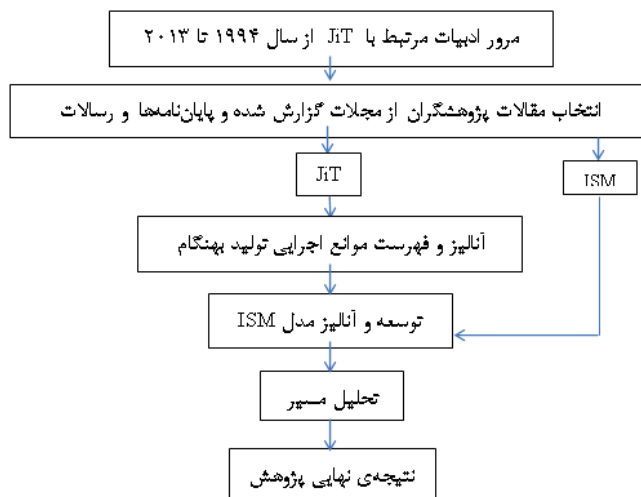 مرور ادبیات مرتبط با JiT از سال ۱۹۹۴ تا ۲۰۱۳
انتخاب مقالات پژوهشگران از مجلات گزارش شده و پایان‌نامه‌ها و رسالات
JiT
ISM
آنالیز و فهرست موانع اجرایی تولید بهنگام
توسعه و آنالیز مدل ISM
تحلیل مسیر
نتیجه‌ی نهایی پژوهش